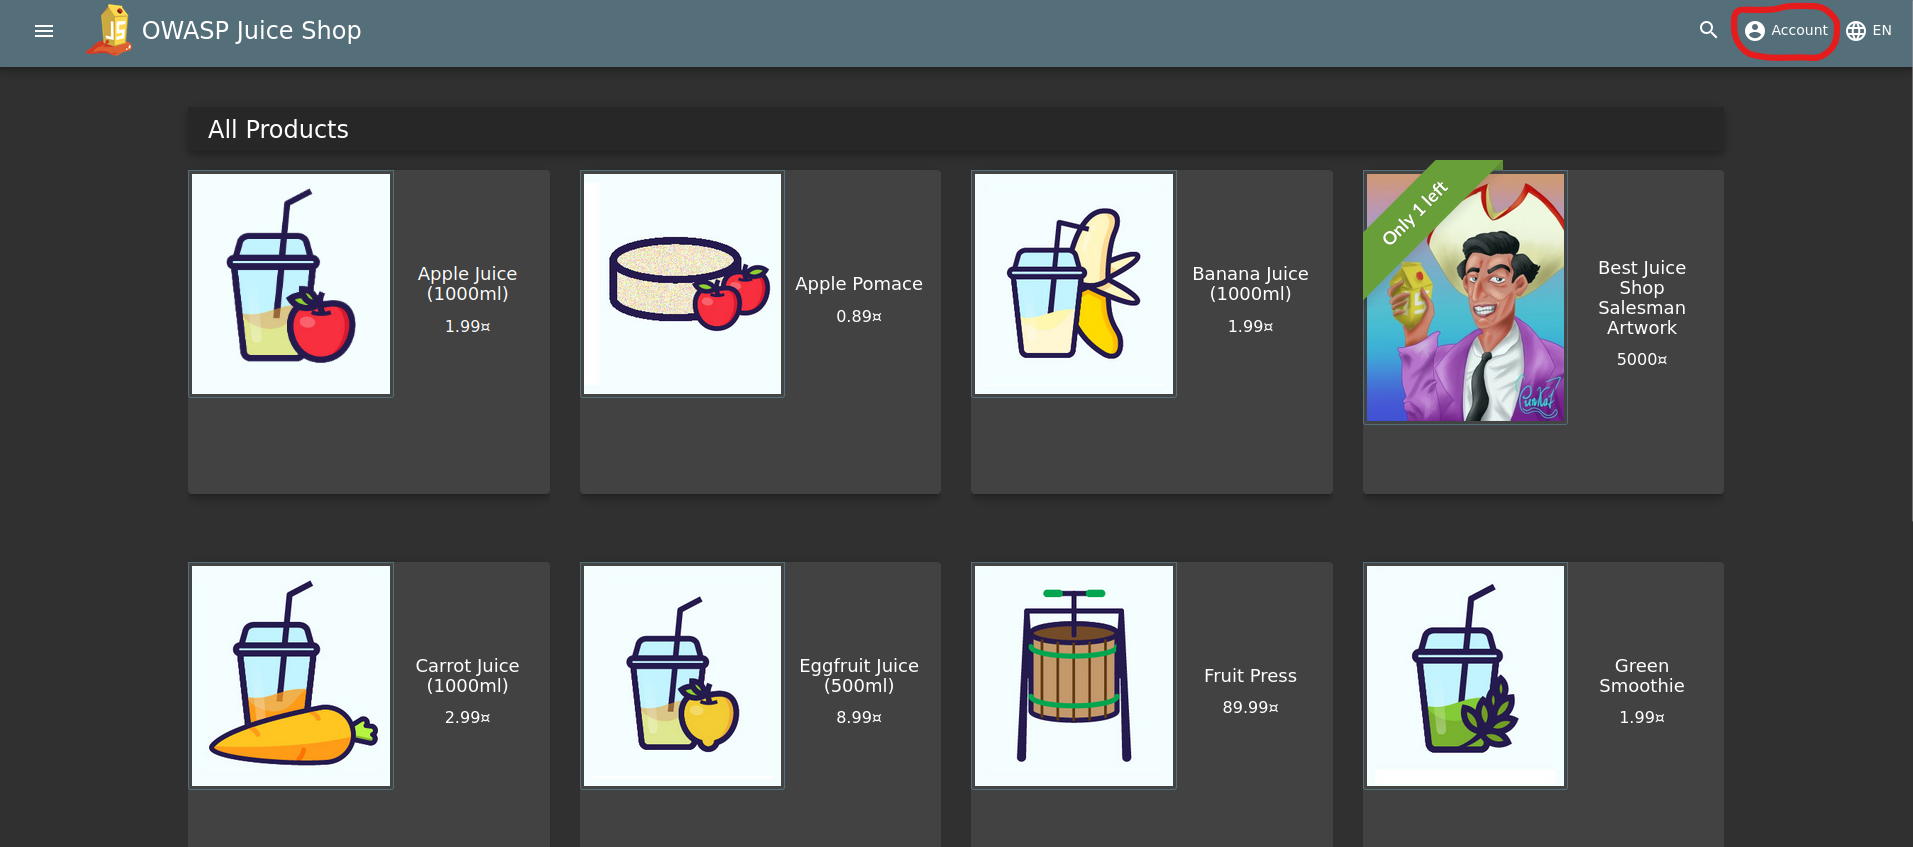 OWASP Juice Shop
Account
EN
All Products
Apple Juice
(1000ml)
1.99¤
Apple Pomace
0.89¤
Banana Juice
(1000ml)
1.99¤
Only 1 left
Best Juice
Shop
Salesman
Artwork
5000¤
Carrot Juice
(1000ml)
2.99¤
Eggfruit Juice
(500ml)
8.99¤
Fruit Press
89.99¤
Green
Smoothie
1.99¤